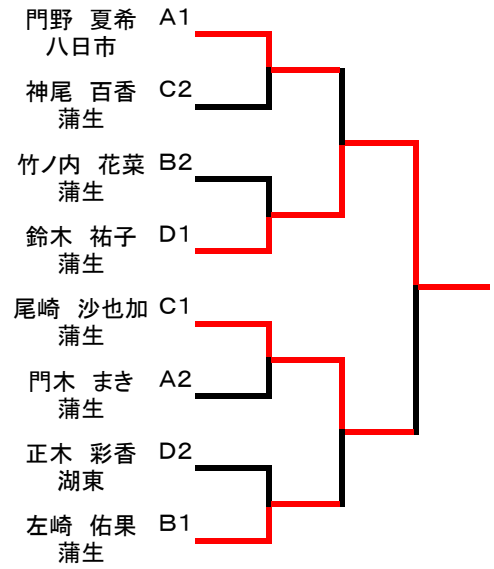 門野　夏希 A1
八日市
神尾　百香 C2
蒲生
竹ノ内　花菜 B2
蒲生
鈴木　祐子 D1
蒲生
尾崎　沙也加 C1
蒲生
門木　まき A2
蒲生
正木　彩香 D2
湖東
左崎　佑果 B1
蒲生